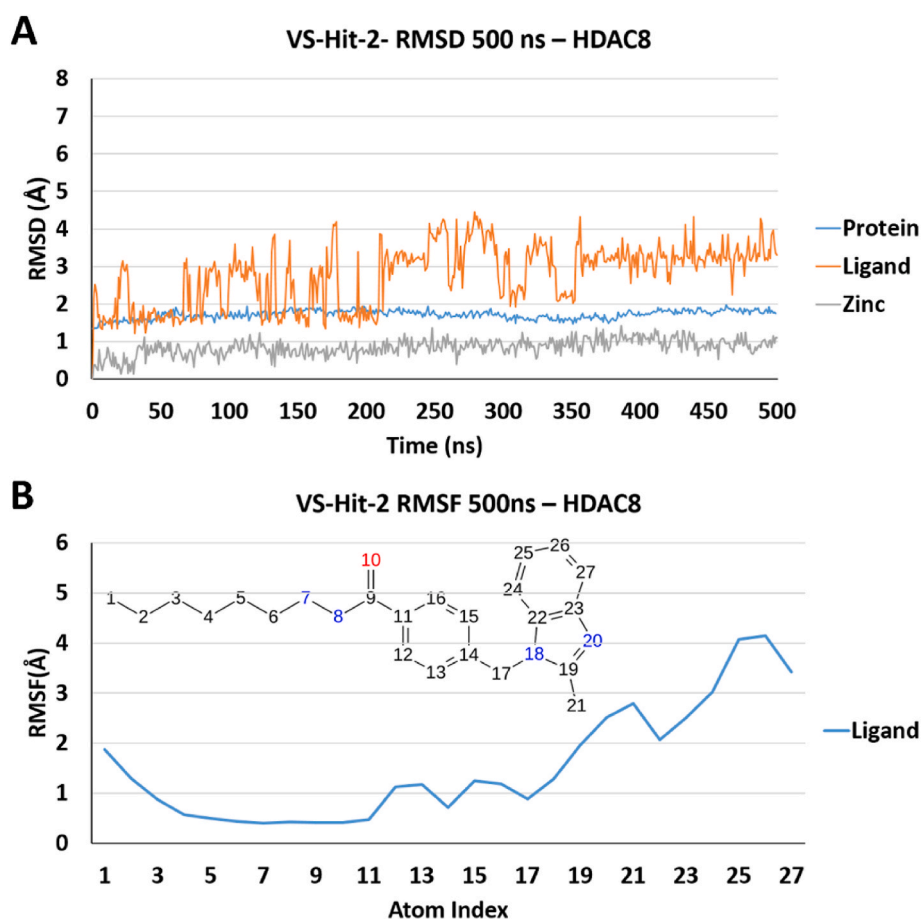 A
VS-Hit-2- RMSD 500 ns – HDAC8
8
7
6
5
4
3
2
1
0
RMSD (Å)
0 50 100 150 200 250 300 350 400 450 500
Time (ns)
Protein
Ligand
Zinc
B
VS-Hit-2 RMSF 500ns – HDAC8
6
5
4
3
2
1
0
RMSF(Å)
1 2 3 4 5 6 7 8 9 10 11 12 13 14 15 16 17 18 19 20 21 22 23 24 25 26 27
Ligand
1 3 5 7 9 11 13 15 17 19 21 23 25 27
Atom Index